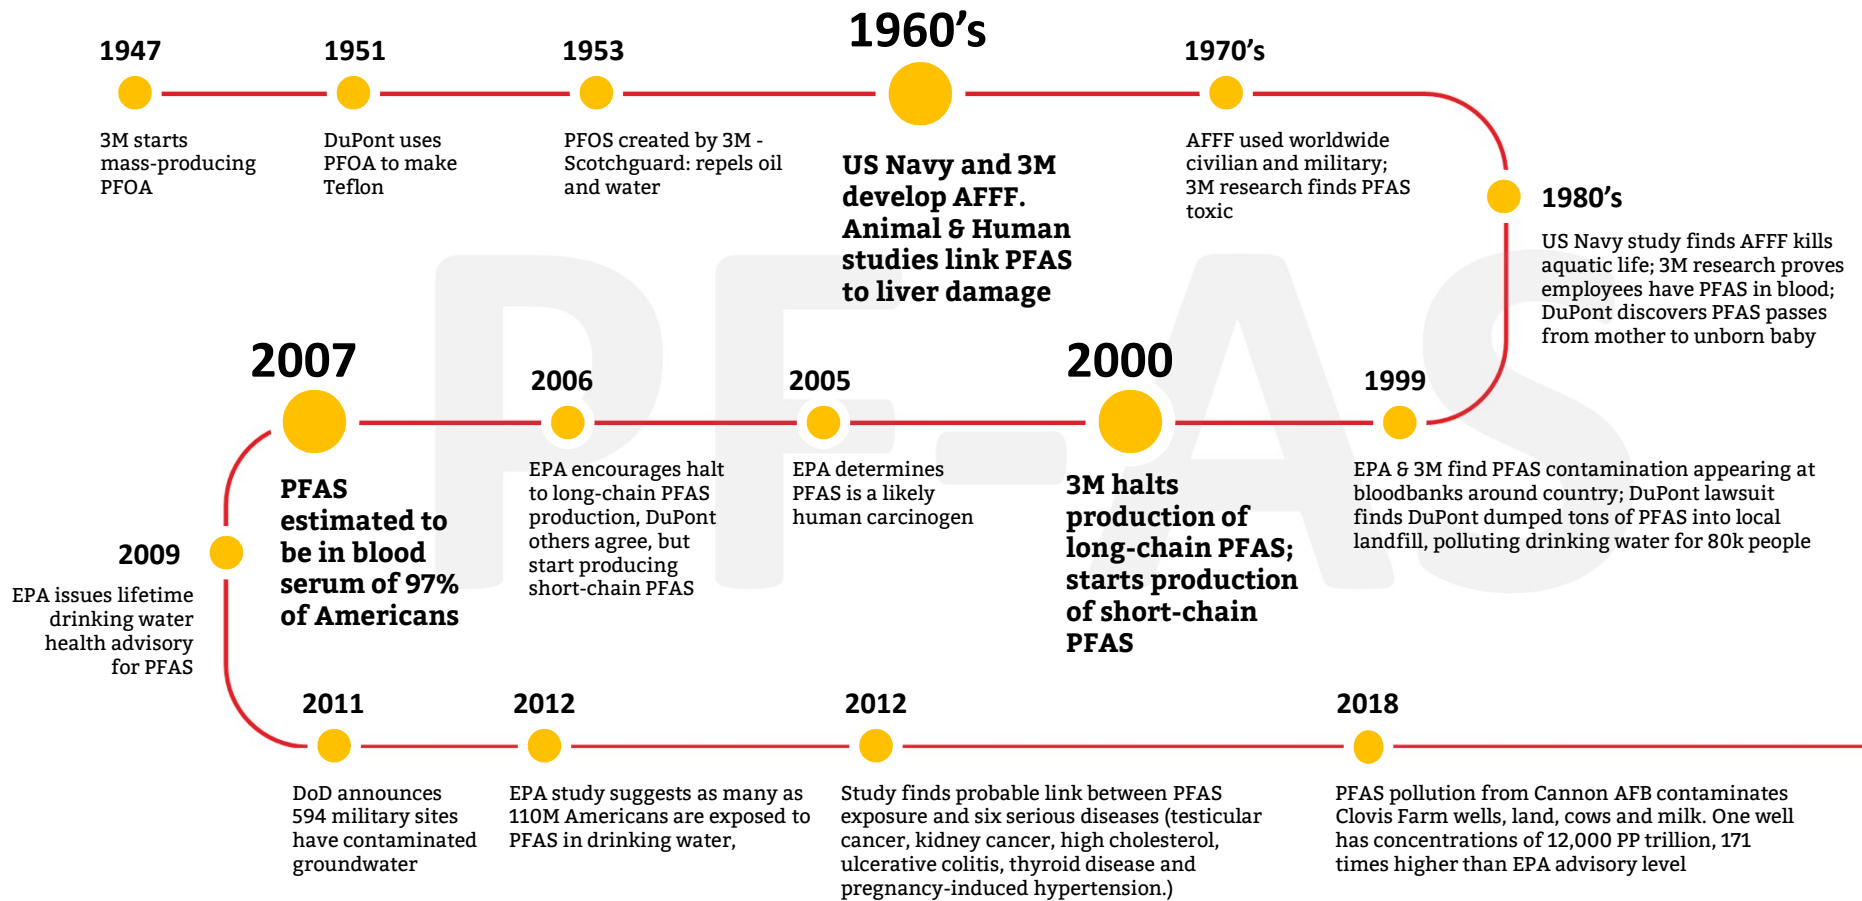 1947
3M starts
mass-producing
PFOA
1951
DuPont uses
PFOA to make
Teflon
1953
PFOS created by 3M -
Scotchguard: repels oil
and water
1960’s
US Navy and 3M
develop AFFF.
Animal & Human
studies link PFAS
to liver damage
1970’s
AFFF used worldwide
civilian and military;
3M research finds PFAS
toxic
1980’s
US Navy study finds AFFF kills
aquatic life; 3M research proves
employees have PFAS in blood;
DuPont discovers PFAS passes
from mother to unborn baby
1999
EPA & 3M find PFAS contamination appearing at
bloodbanks around country; DuPont lawsuit
finds DuPont dumped tons of PFAS into local
landfill, polluting drinking water for 80k people
2000
3M halts
production of
long-chain PFAS;
starts production
of short-chain
PFAS
2005
EPA determines
PFAS is a likely
human carcinogen
2006
EPA encourages halt
to long-chain PFAS
production, DuPont
others agree, but
start producing
short-chain PFAS
2007
PFAS
estimated to
be in blood
serum of 97%
of Americans
2009
EPA issues lifetime
drinking water
health advisory
for PFAS
2011
DoD announces
594 military sites
have contaminated
groundwater
2012
EPA study suggests as many as
110M Americans are exposed to
PFAS in drinking water,
2012
Study finds probable link between PFAS
exposure and six serious diseases (testicular
cancer, kidney cancer, high cholesterol,
ulcerative colitis, thyroid disease and
pregnancy-induced hypertension.)
2018
PFAS pollution from Cannon AFB contaminates
Clovis Farm wells, land, cows and milk. One well
has concentrations of 12,000 PP trillion, 171
times higher than EPA advisory level
PF-AS